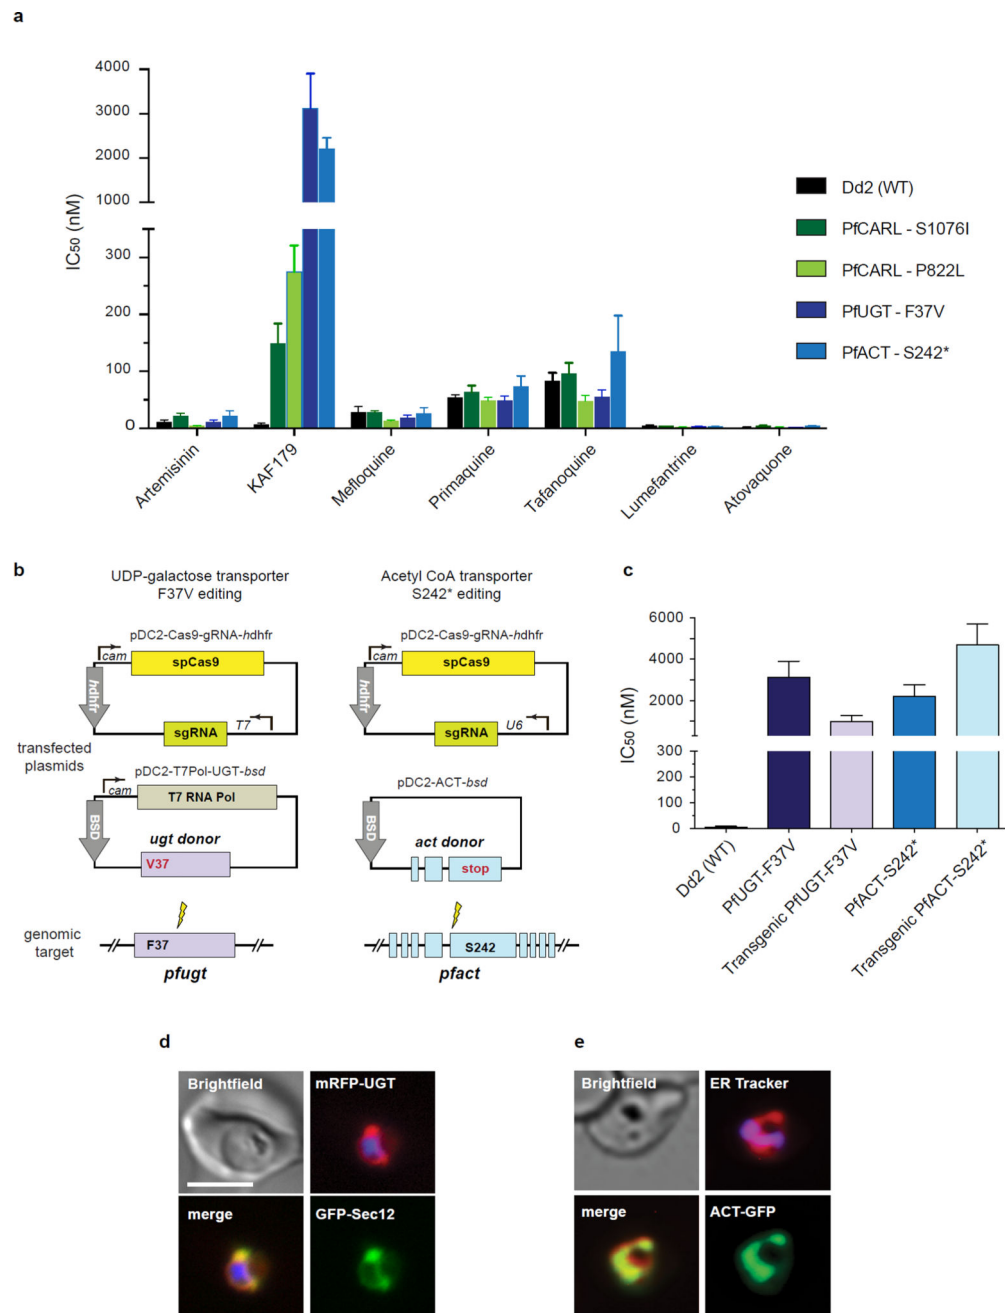 a
4000
3000
2000
1000
300
200
100
0
IC50 (nM)
Artemisinin
KAF179
Mefloquine
Primaquine
Tafanoquine
Lumefantrine
Atovaquone
Dd2 (WT)
PfCARL - S1076I
PfCARL - P822L
PfUGT - F37V
PfACT - S242*
b
UDP-galactose transporter
F37V editing
pDC2-Cas9-gRNA-hdhfr
cam
spCas9
hdhfr
T7
sgRNA
transfected
plasmids
pDC2-T7Pol-UGT-bsd
cam
T7 RNA Pol
BSD
ugt donor
V37
genomic
target
F37
pfugt
Acetyl CoA transporter
S242* editing
pDC2-Cas9-gRNA-hdhfr
cam
spCas9
hdhfr
U6
sgRNA
pDC2-ACT-bsd
BSD
act donor
stop
S242
pfact
c
6000
4000
2000
0
300
200
100
0
IC50 (nM)
Dd2 (WT)
PfUGT-F37V
Transgenic PfUGT-F37V
PfACT-S242*
Transgenic PfACT-S242*
d
Brightfield
mRFP-UGT
merge
GFP-Sec12
e
Brightfield
ER Tracker
merge
ACT-GFP